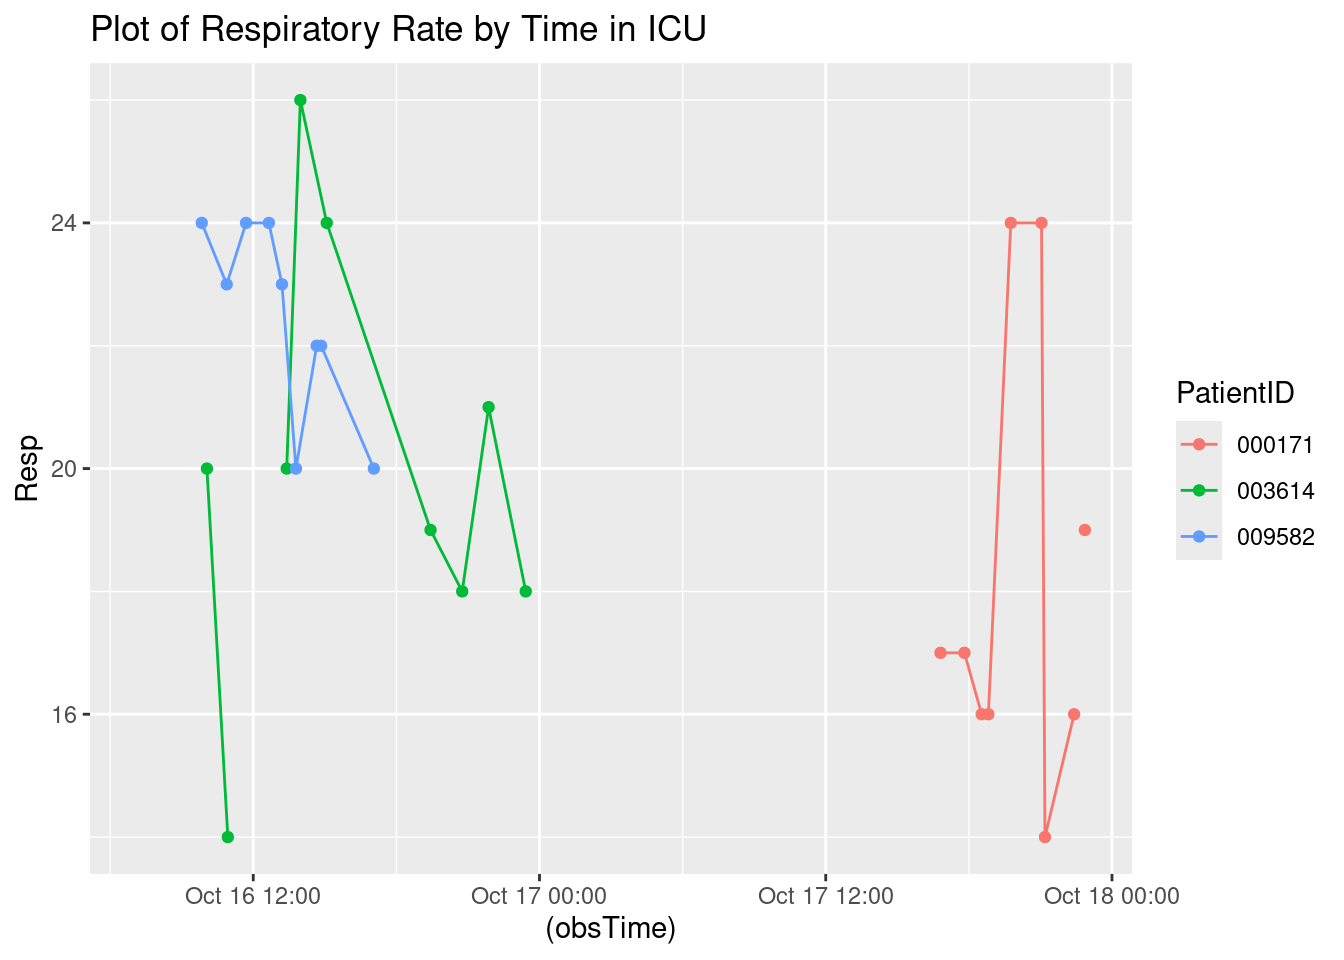 Plot of Respiratory Rate by Time in ICU
Resp
24
20
16
Oct 16 12:00
Oct 17 00:00
Oct 17 12:00
Oct 18 00:00
(obsTime)
PatientID
000171
003614
009582